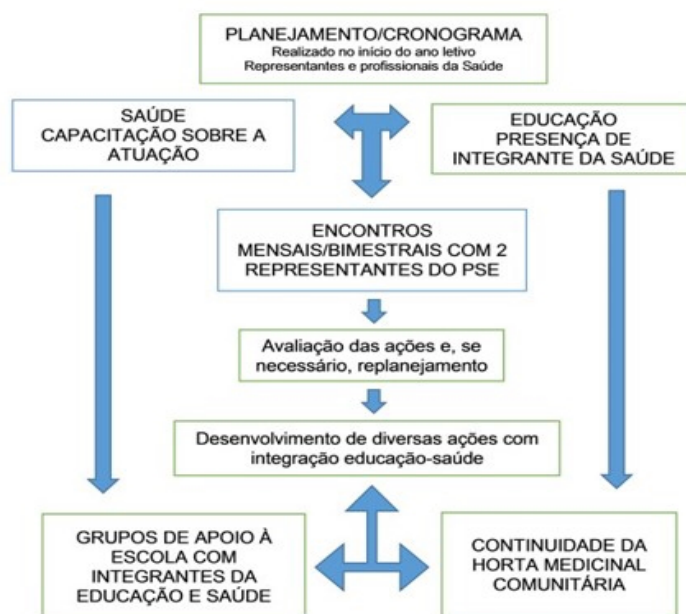 PLANEJAMENTO/CRONOGRAMA
Realizado no início do ano letivo
Representantes e profissionais da Saúde
SAÚDE
CAPACITAÇÃO SOBRE A
ATUAÇÃO
EDUCAÇÃO
PRESENÇA DE
INTEGRANTE DA SAÚDE
ENCONTROS
MENSAIS/BIMESTRAIS COM 2
REPRESENTANTES DO PSE
Avaliação das ações e, se
necessário, replanejamento
Desenvolvimento de diversas ações com
integração educação-saúde
GRUPOS DE APOIO À
ESCOLA COM
INTEGRANTES DA
EDUCAÇÃO E SAÚDE
CONTINUIDADE DA
HORTA MEDICINAL
COMUNITÁRIA